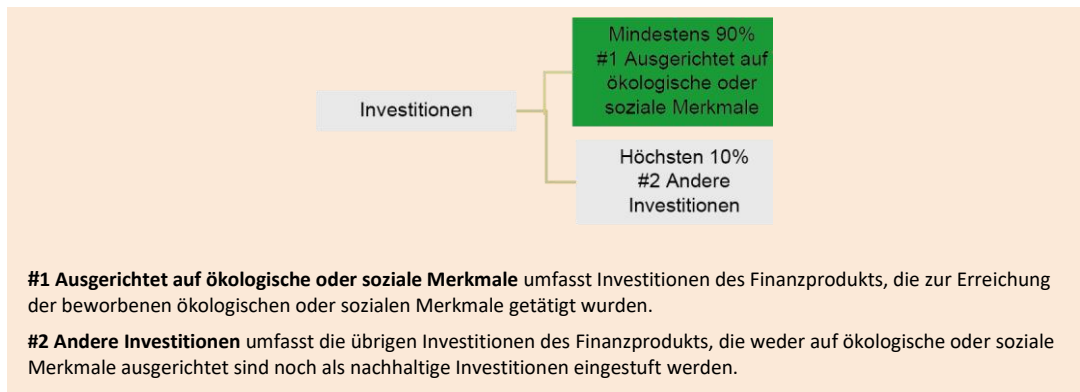 Mindestens 90%
#1 Ausgerichtet auf
ökologische oder
soziale Merkmale
Investitionen
Höchsten 10%
#2 Andere
Investitionen
#1 Ausgerichtet auf ökologische oder soziale Merkmale umfasst Investitionen des Finanzprodukts, die zur Erreichung
der beworbenen ökologischen oder sozialen Merkmale getätigt wurden.
#2 Andere Investitionen umfasst die übrigen Investitionen des Finanzprodukts, die weder auf ökologische oder soziale
Merkmale ausgerichtet sind noch als nachhaltige Investitionen eingestuft werden.